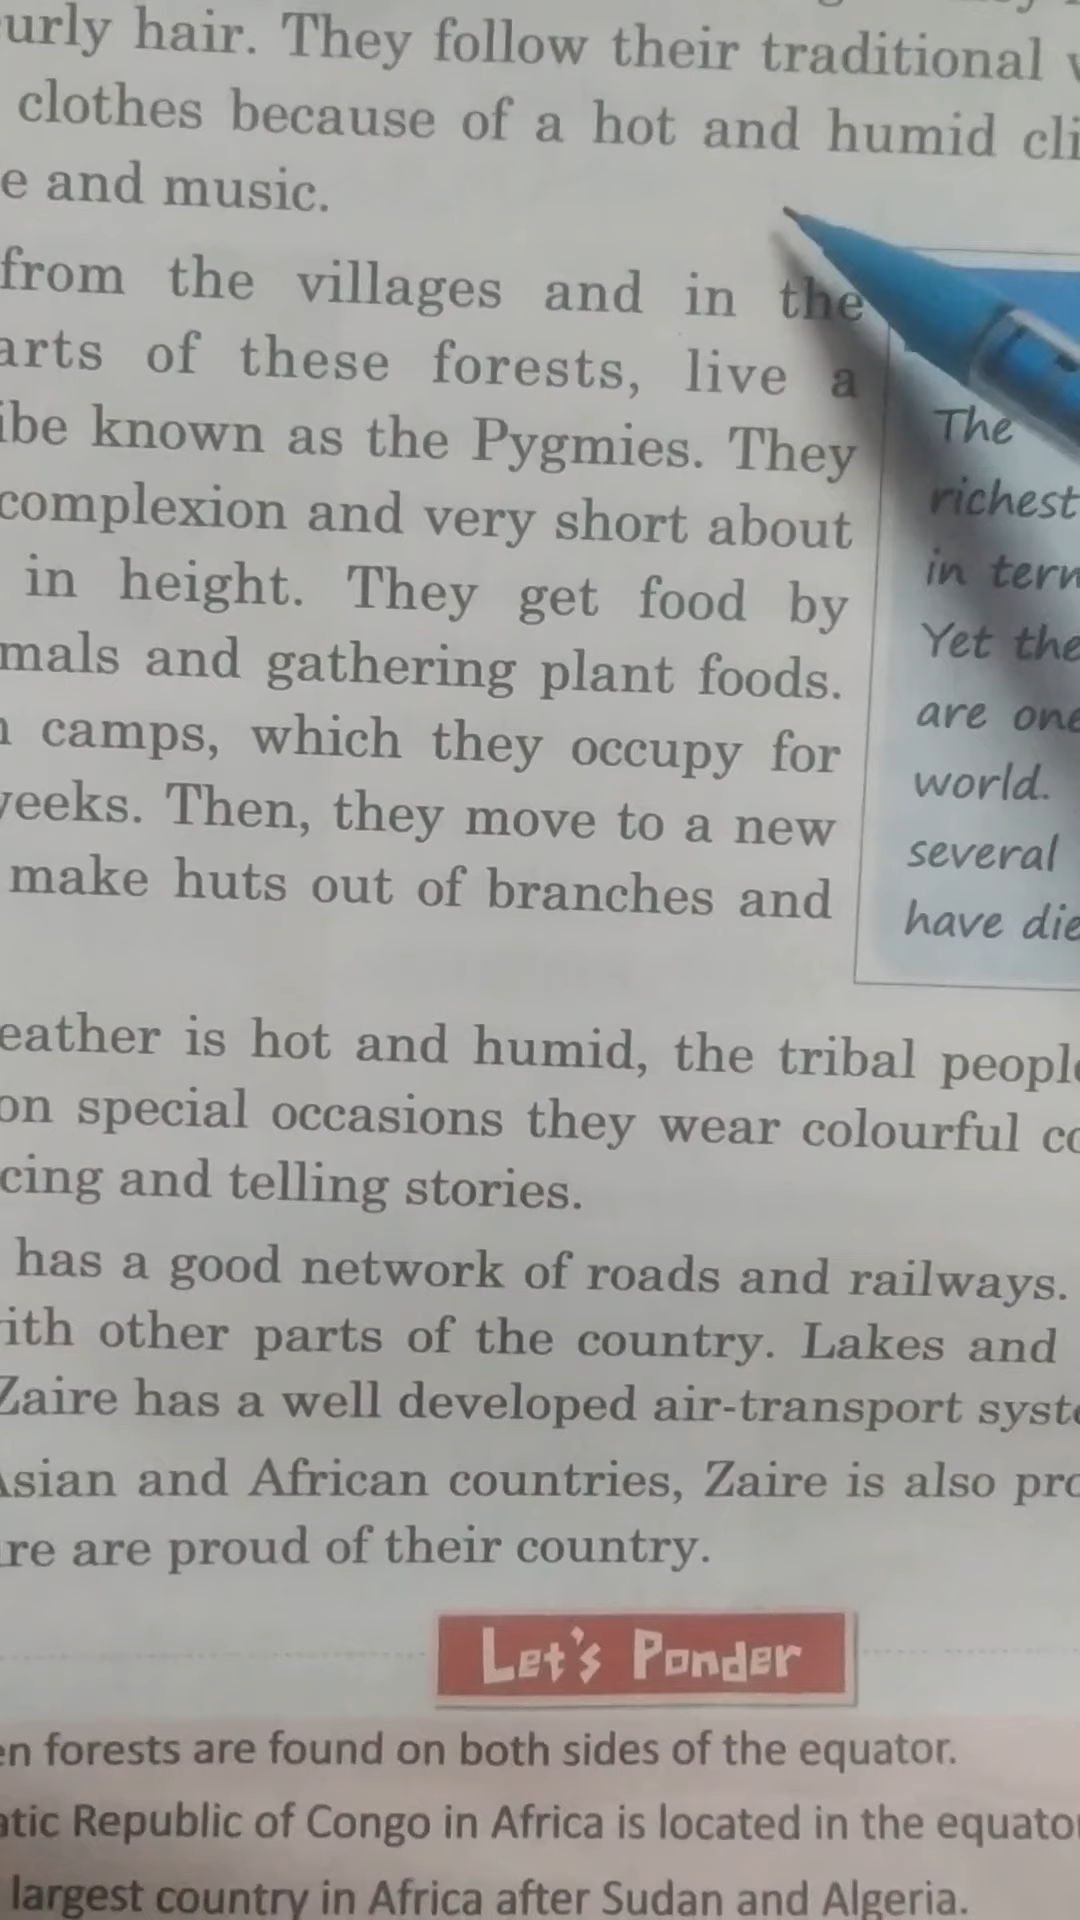 urly hair. They follow their traditional
clothes because of a hot and humid cli
e and music.
from the villages and in the
arts of these forests, live a
ibe known as the Pygmies. They
complexion and very short about
in height. They get food by
mals and gathering plant foods.
camps, which they occupy for
weeks. Then, they move to a new
make huts out of branches and
The
richest
in term
Yet the
are one
world.
several
have die
eather is hot and humid, the tribal people
on special occasions they wear colourful co
cing and telling stories.
has a good network of roads and railways.
ith other parts of the country. Lakes and
Zaire has a well developed air-transport syste
Asian and African countries, Zaire is also pro
re are proud of their country.
Let's Ponder
en forests are found on both sides of the equator.
atic Republic of Congo in Africa is located in the equato
largest country in Africa after Sudan and Algeria.